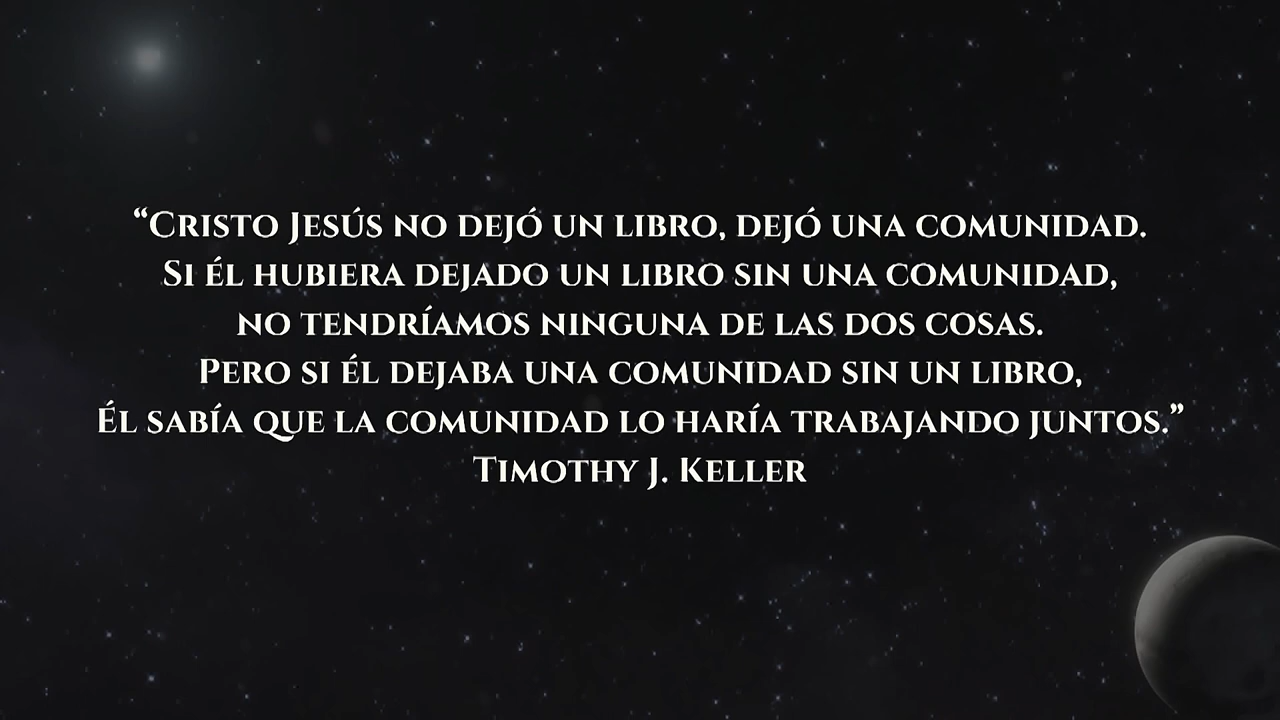 “Cristo Jesús no dejó un libro, dejó una comunidad.
Si él hubiera dejado un libro sin una comunidad,
no tendríamos ninguna de las dos cosas.
Pero si él dejaba una comunidad sin un libro,
Él sabía que la comunidad lo haría trabajando juntos.”
Timothy J. Keller